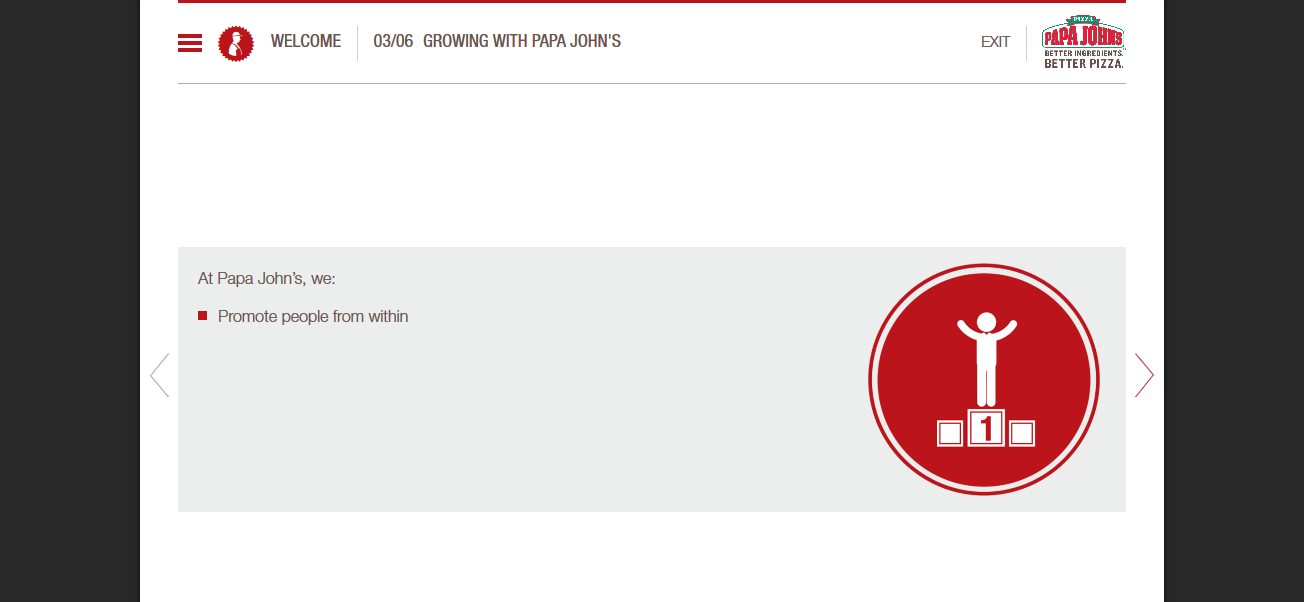 WELCOME
03/06 GROWING WITH PAPA JOHN'S
EXIT
PIZZA
PAPA JOHNS
BETTER INGREDIENTS.
BETTER PIZZA.
At Papa John’s, we:
Promote people from within
1